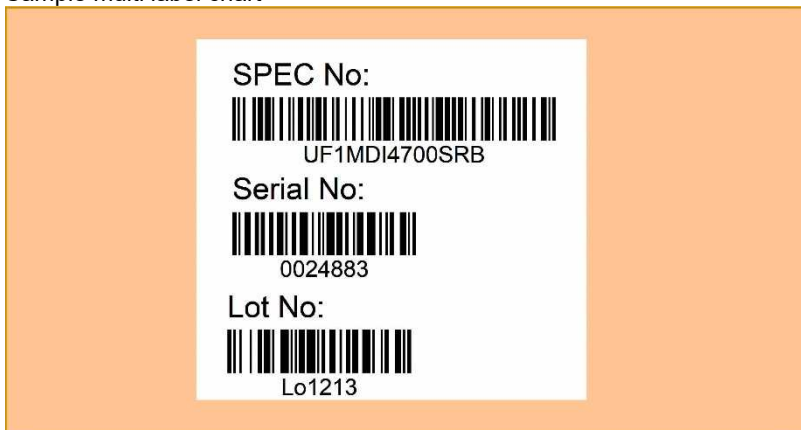 Sample Multi label chart
SPEC No:
UF1MDI4700SRB
Serial No:
0024883
Lot No:
Lo1213